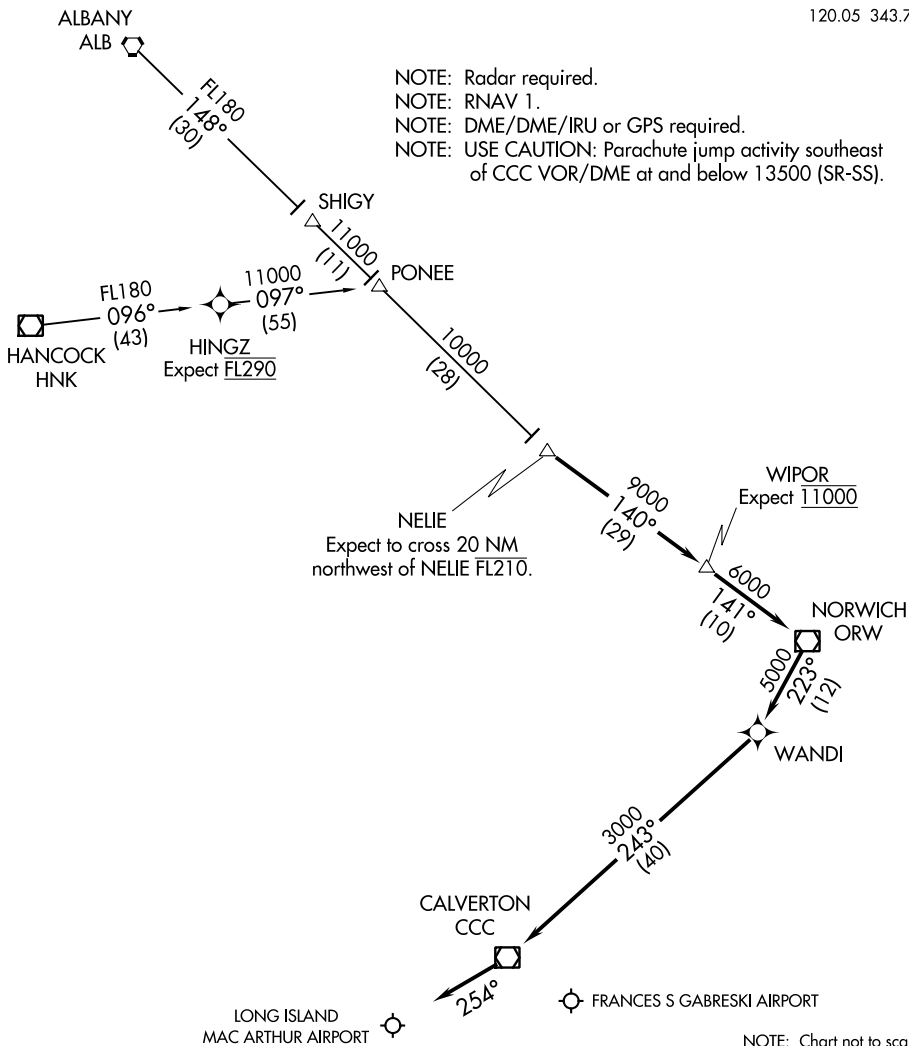 120.05 343.7
ALBANY
ALB
NOTE: Radar required.
NOTE: RNAV 1.
NOTE: DME/DME/IRU or GPS required.
NOTE: USE CAUTION: Parachute jump activity southeast
of CCC VOR/DME at and below 13500 (SR-SS).
FL180
148°
(30)
SHIGY
11000
(11)
PONEE
FL180
096°
(43)
11000
097°
(55)
HANCOCK
HNK
HINGZ
Expect FL290
10000
(28)
NELIE
Expect to cross 20 NM
northwest of NELIE FL210.
9000
140°
(29)
WIPOR
Expect 11000
6000
141°
(10)
NORWICH
ORW
5000
223°
(12)
WANDI
3000
243°
(40)
CALVERTON
CCC
254°
LONG ISLAND
MAC ARTHUR AIRPORT
FRANCES S GABRESKI AIRPORT
NOTE: Chart not to sca